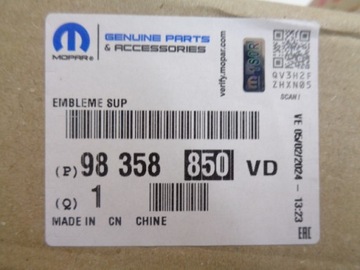 MOPAR®
GENUINE PARTS
& ACCESSORIES
verify.mopar.com
QV3H2F
ZHXN05
SCAN!
EMBLEME SUP
(P) 98 358 850 VD
(Q) 1
MADE IN CN CHINE
VE 05/02/2024 - 13:23
EAC